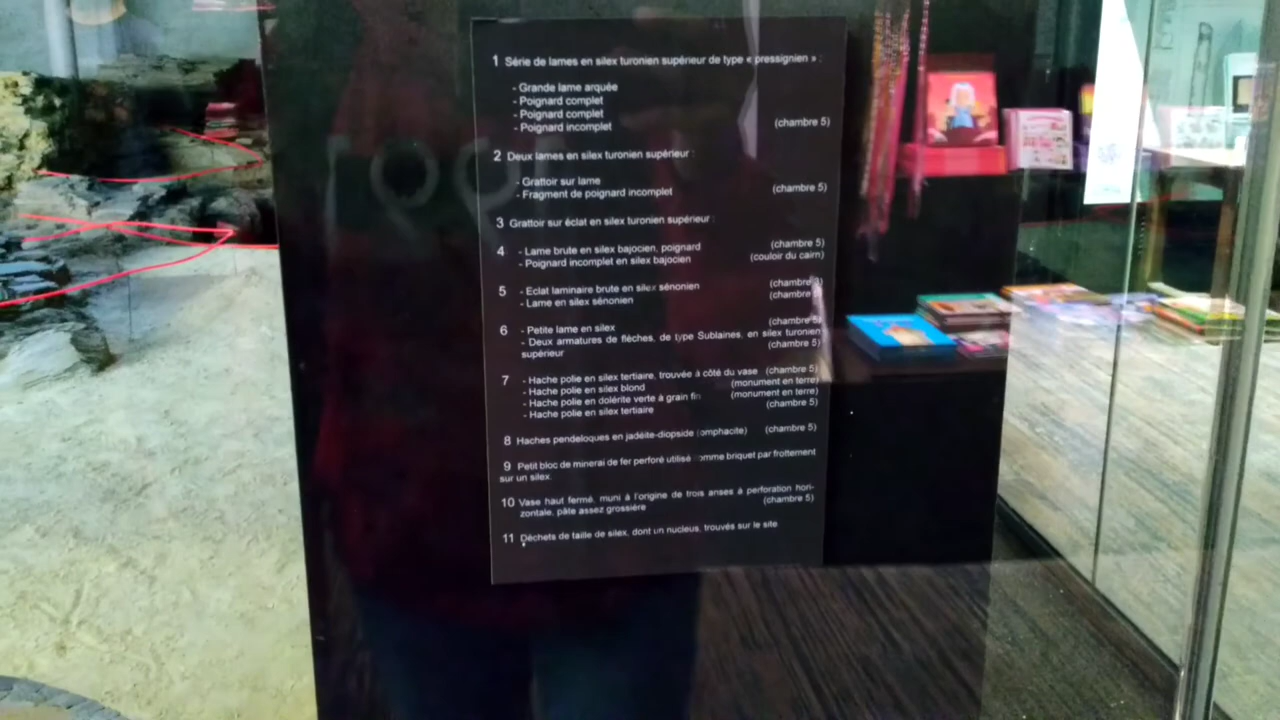 1 Série de lames en silex turonien supérieur de type « pressignien » :
- Grande lame arquée
- Poignard complet
- Poignard complet
- Poignard incomplet (chambre 5)
2 Deux lames en silex turonien supérieur :
- Grattoir sur lame
- Fragment de poignard incomplet (chambre 5)
3 Grattoir sur éclat en silex turonien supérieur :
4 - Lame brute en silex bajocien, poignard (chambre 5)
- Poignard incomplet en silex bajocien (couloir du cairn)
5 - Eclat laminaire brute en silex sénonien (chambre
- Lame en silex sénonien (chambre
6 - Petite lame en silex (chambre 5)
- Deux armatures de flèches, de type Sublaines, en silex turonien
supérieur (chambre 5)
7 - Hache polie en silex tertiaire, trouvée à côté du vase (chambre 5)
- Hache polie en silex blond (monument en terre)
- Hache polie en dolérite verte à grain fin (monument en terre)
- Hache polie en silex tertiaire (chambre 5)
8 Haches pendeloques en jadéite-diopside (omphacite) (chambre 5)
9 Petit bloc de minerai de fer perforé utilisé comme briquet par frottement
sur un silex.
10 Vase haut fermé, muni à l'origine de trois anses à perforation hori-
zontale, pâte assez grossière (chambre 5)
11 Déchets de taille de silex, dont un nucleus, trouvés sur le site